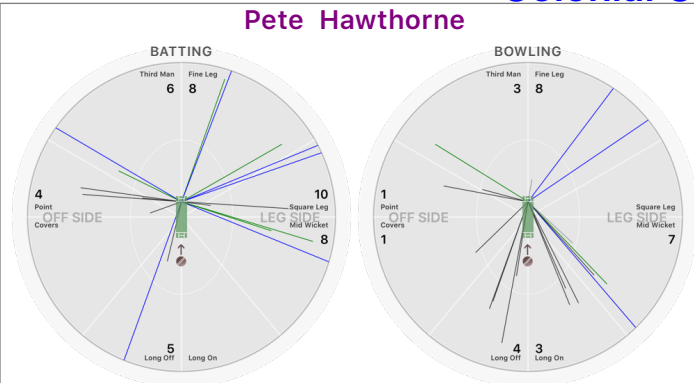 Pete Hawthorne
BATTING
Third Man
6
Fine Leg
8
4
Point
OFF SIDE
Covers
10
Square Leg
LEG SIDE
Mid Wicket
8
5
Long Off
Long On
BOWLING
Third Man
3
Fine Leg
8
1
Point
OFF SIDE
Covers
1
Square Leg
LEG SIDE
Mid Wicket
7
4
Long Off
3
Long On